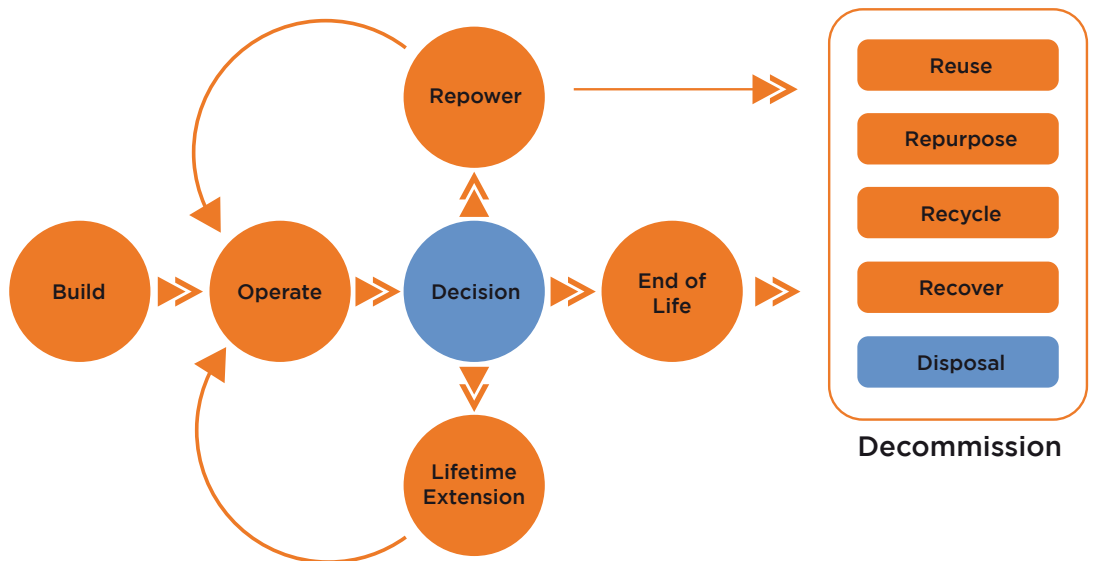 Repower
Reuse
Repurpose
Recycle
Build
Operate
Decision
End of
Life
Recover
Disposal
Decommission
Lifetime
Extension